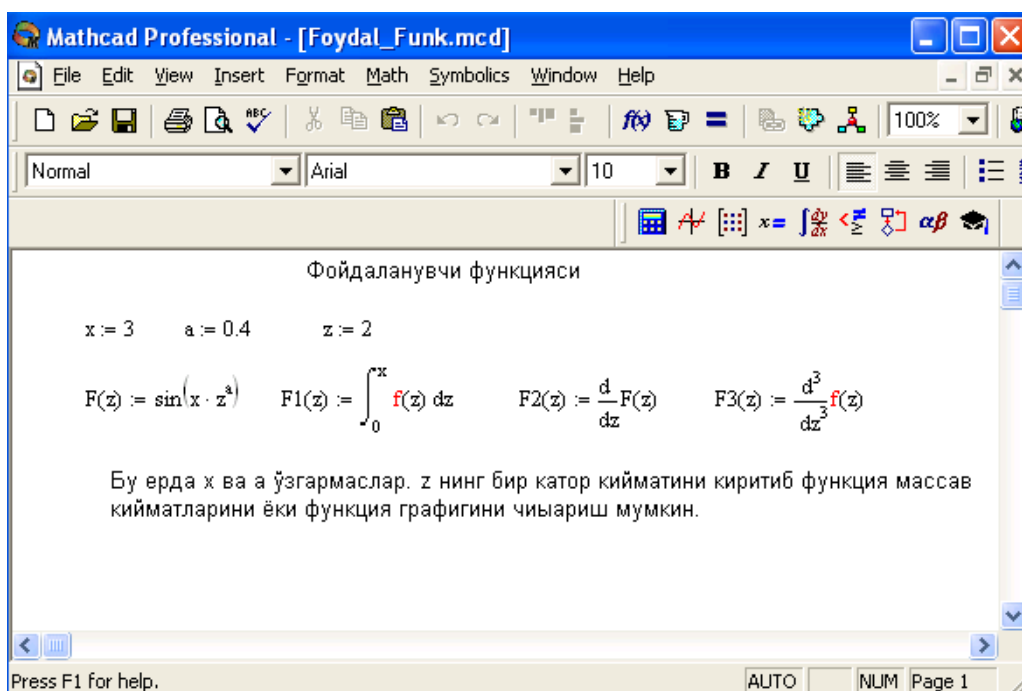 Mathcad Professional - [Foydal_Funk.mcd]
File Edit View Insert Format Math Symbolics Window Help
100%
Normal Arial 10 B I U
Фойдаланувчи функцияси
x := 3 a := 0.4 z := 2
F(z) := sin(x · z^a) F1(z) := ∫_0^x f(z) dz F2(z) := d/dz F(z) F3(z) := d^3/dz^3 f(z)
Бу ерда x ва a ўзгармаслар. z нинг бир катор кийматини киритиб функция массав
кийматларини ёки функция графигини чиыариш мумкин.
Press F1 for help. AUTO NUM Page 1